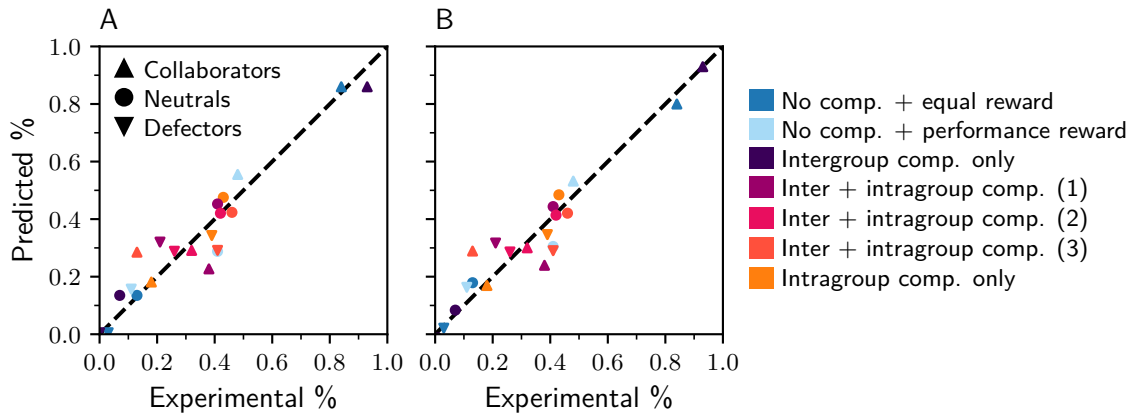 A
B
1.0
0.8
0.6
0.4
0.2
0.0
Predicted %
Collaborators
Neutrals
Defectors
0.0 0.2 0.4 0.6 0.8 1.0
Experimental %
0.0 0.2 0.4 0.6 0.8 1.0
Experimental %
No comp. + equal reward
No comp. + performance reward
Intergroup comp. only
Inter + intragroup comp. (1)
Inter + intragroup comp. (2)
Inter + intragroup comp. (3)
Intragroup comp. only